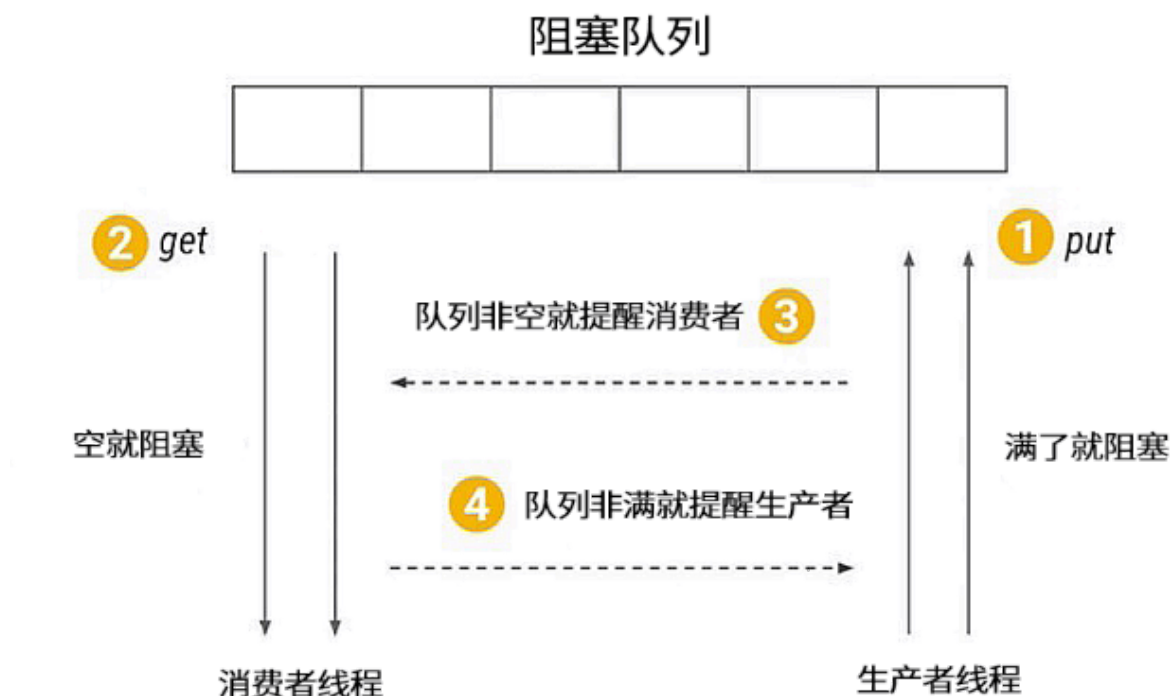 阻塞队列
2 get
1 put
队列非空就提醒消费者 3
空就阻塞
满了就阻塞
4 队列非满就提醒生产者
消费者线程
生产者线程